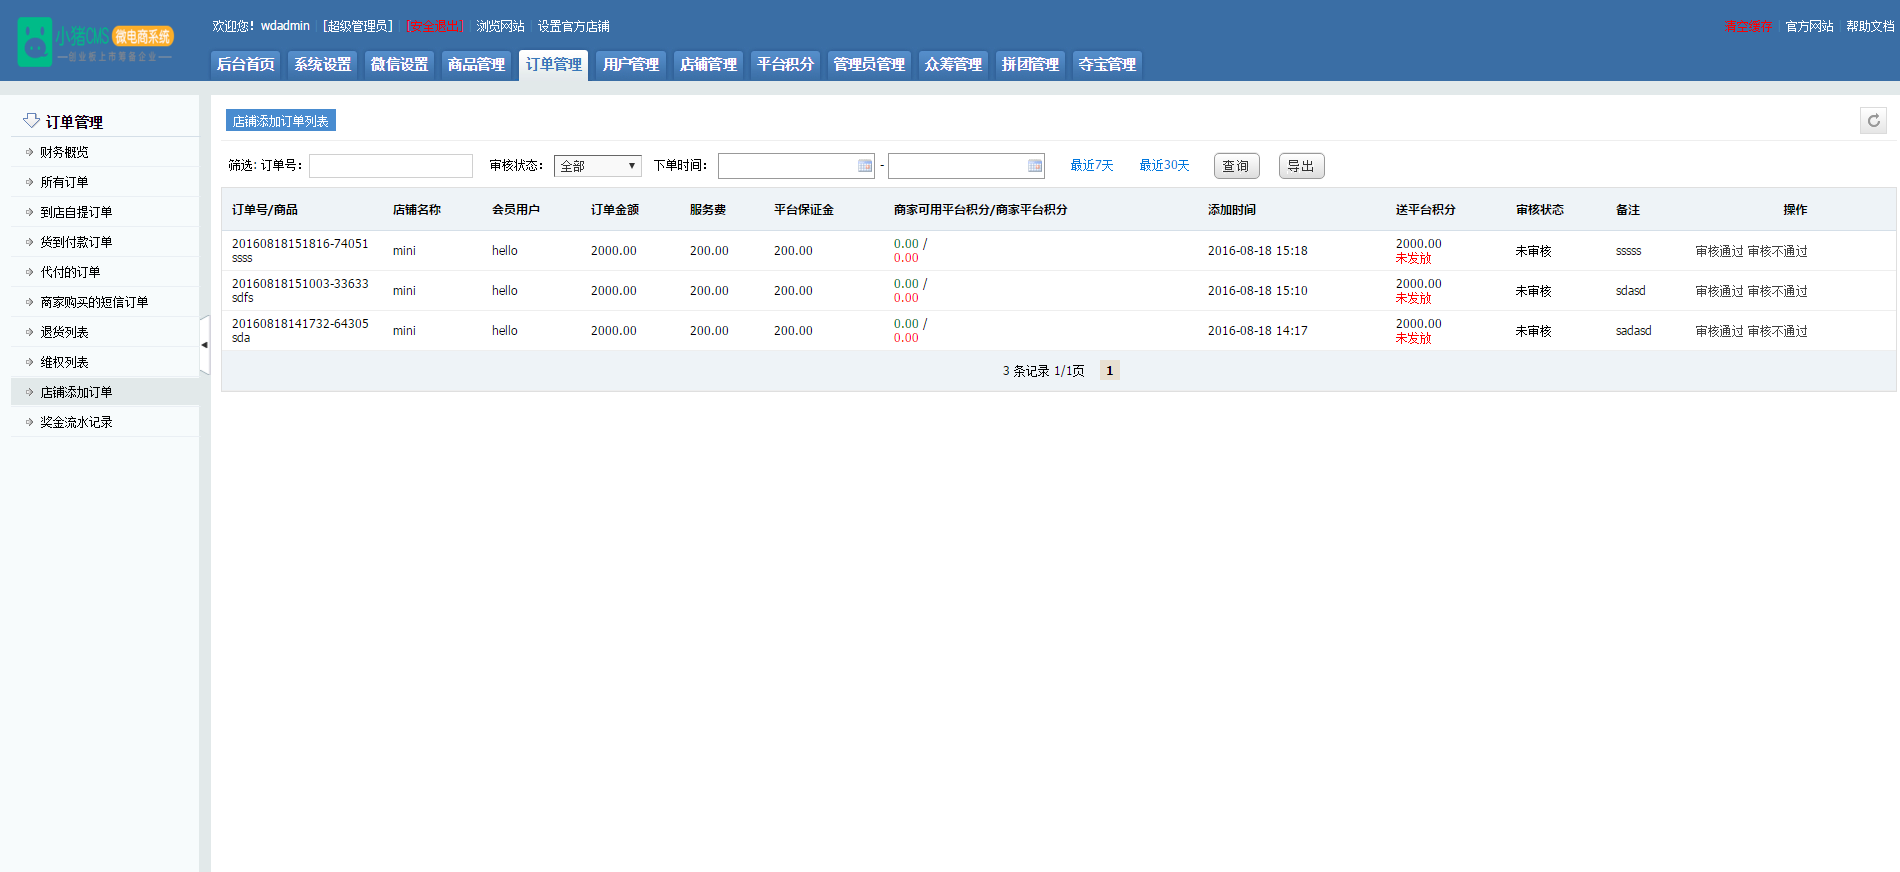 小猪CMS 微电商系统
—创业板上市筹备企业—
欢迎您！wdadmin | [超级管理员] | [安全退出] | 浏览网站 | 设置官方店铺
清空缓存 | 官方网站 | 帮助文档
后台首页 系统设置 微信设置 商品管理 订单管理 用户管理 店铺管理 平台积分 管理员管理 众筹管理 拼团管理 夺宝管理
订单管理
财务概览
所有订单
到店自提订单
货到付款订单
代付的订单
商家购买的短信订单
退货列表
维权列表
店铺添加订单
奖金流水记录
店铺添加订单列表
筛选: 订单号： 审核状态： 全部 下单时间： - 最近7天 最近30天 查询 导出
订单号/商品 店铺名称 会员用户 订单金额 服务费 平台保证金 商家可用平台积分/商家平台积分 添加时间 送平台积分 审核状态 备注 操作
20160818151816-74051
ssss mini hello 2000.00 200.00 200.00 0.00 /
0.00 2016-08-18 15:18 2000.00
未发放 未审核 sssss 审核通过 审核不通过
20160818151003-33633
sdfs mini hello 2000.00 200.00 200.00 0.00 /
0.00 2016-08-18 15:10 2000.00
未发放 未审核 sdasd 审核通过 审核不通过
20160818141732-64305
sda mini hello 2000.00 200.00 200.00 0.00 /
0.00 2016-08-18 14:17 2000.00
未发放 未审核 sadasd 审核通过 审核不通过
3 条记录 1/1页 1